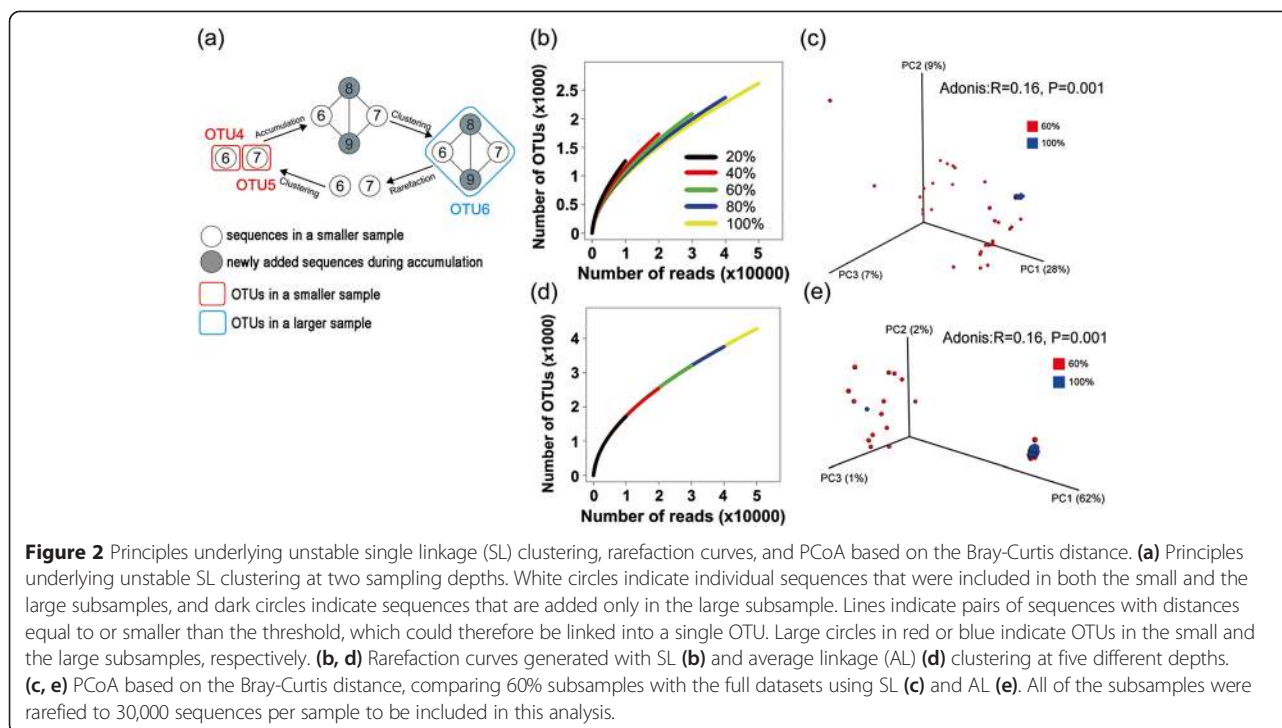 (a)
OTU4
OTU5
6
7
Accumulation
8
6
7
9
Clustering
8
6
7
9
OTU6
Rarefaction
6
7
Clustering
sequences in a smaller sample
newly added sequences during accumulation
OTUs in a smaller sample
OTUs in a larger sample
(b)
Number of OTUs (x1000)
2.5
2
1.5
1
0.5
0
20%
40%
60%
80%
100%
0 1 2 3 4 5
Number of reads (x10000)
(c)
PC2 (9%)
Adonis:R=0.16, P=0.001
60%
100%
PC3 (7%)
PC1 (28%)
(d)
Number of OTUs (x1000)
4
3
2
1
0
0 1 2 3 4 5
Number of reads (x10000)
(e)
PC2 (2%)
Adonis:R=0.16, P=0.001
60%
100%
PC3 (1%)
PC1 (62%)
Figure 2 Principles underlying unstable single linkage (SL) clustering, rarefaction curves, and PCoA based on the Bray-Curtis distance. (a) Principles
underlying unstable SL clustering at two sampling depths. White circles indicate individual sequences that were included in both the small and the
large subsamples, and dark circles indicate sequences that are added only in the large subsample. Lines indicate pairs of sequences with distances
equal to or smaller than the threshold, which could therefore be linked into a single OTU. Large circles in red or blue indicate OTUs in the small and
the large subsamples, respectively. (b, d) Rarefaction curves generated with SL (b) and average linkage (AL) (d) clustering at five different depths.
(c, e) PCoA based on the Bray-Curtis distance, comparing 60% subsamples with the full datasets using SL (c) and AL (e). All of the subsamples were
rarefied to 30,000 sequences per sample to be included in this analysis.